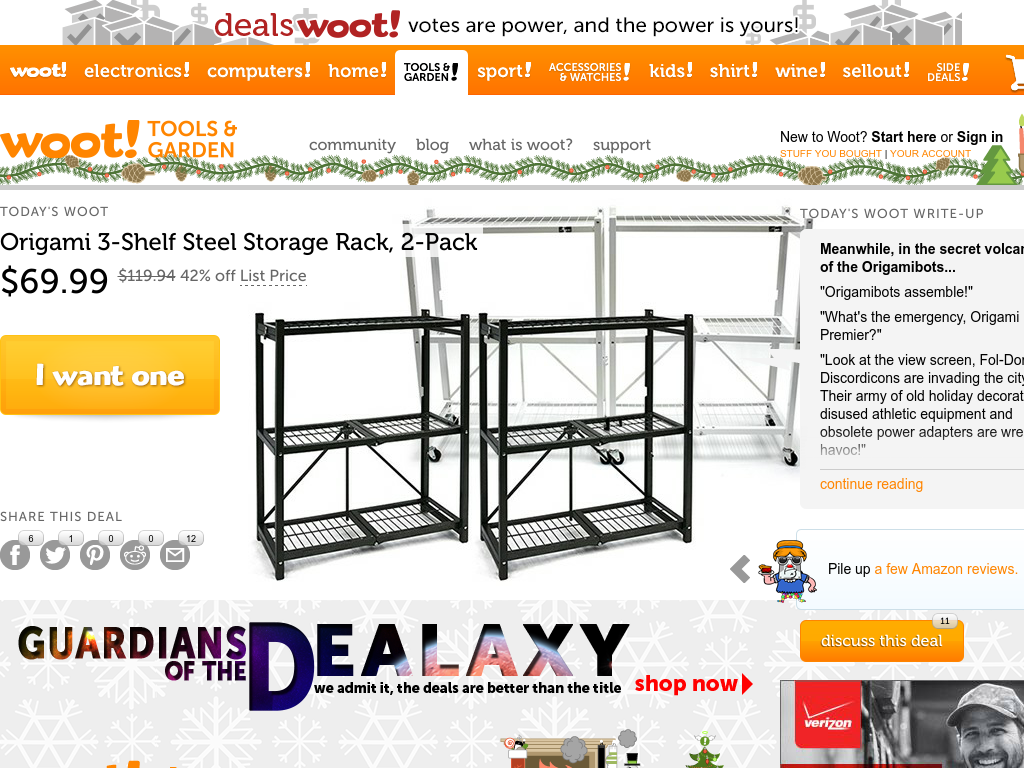 dealswoot! votes are power, and the power is yours!
woot! electronics! computers! home! TOOLS & GARDEN! sport! ACCESSORIES & WATCHES! kids! shirt! wine! sellout! SIDE DEALS!
woot! TOOLS & GARDEN
community blog what is woot? support
New to Woot? Start here or Sign in
STUFF YOU BOUGHT | YOUR ACCOUNT
TODAY'S WOOT
Origami 3-Shelf Steel Storage Rack, 2-Pack
$69.99 $119.94 42% off List Price
I want one
SHARE THIS DEAL
6 1 0 0 12
TODAY'S WOOT WRITE-UP
Meanwhile, in the secret volcan
of the Origamibots...
"Origamibots assemble!"
"What's the emergency, Origami
Premier?"
"Look at the view screen, Fol-Dor
Discordicons are invading the city
Their army of old holiday decorat
disused athletic equipment and
obsolete power adapters are wre
havoc!"
continue reading
Pile up a few Amazon reviews.
11
discuss this deal
GUARDIANS
OF THE
DEALAXY
we admit it, the deals are better than the title
shop now
verizon